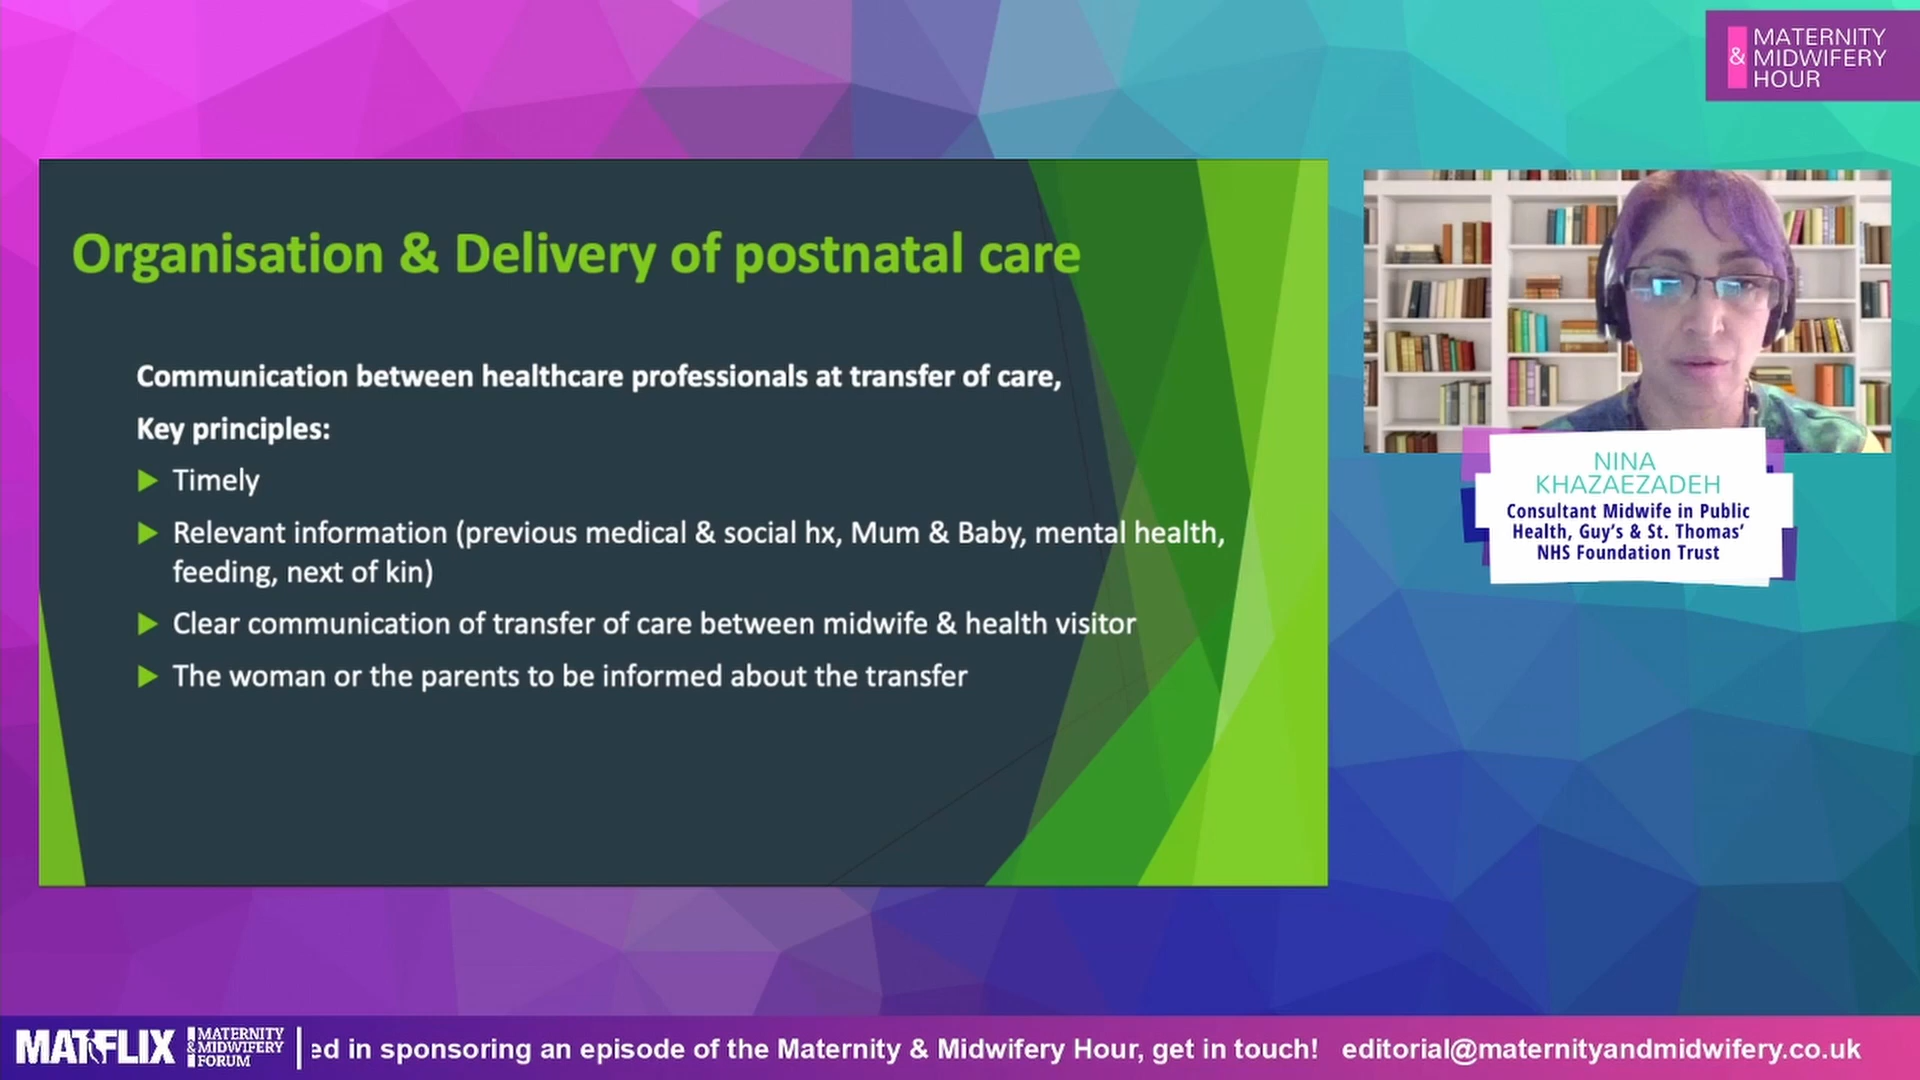 &
MATERNITY
MIDWIFERY
HOUR
Organisation & Delivery of postnatal care
Communication between healthcare professionals at transfer of care,
Key principles:
Timely
Relevant information (previous medical & social hx, Mum & Baby, mental health,
feeding, next of kin)
Clear communication of transfer of care between midwife & health visitor
The woman or the parents to be informed about the transfer
NINA
KHAZAEZADEH
Consultant Midwife in Public
Health, Guy's & St. Thomas'
NHS Foundation Trust
MATFLIX
MATERNITY
&MIDWIFERY
FORUM
ed in sponsoring an episode of the Maternity & Midwifery Hour, get in touch! editorial@maternityandmidwifery.co.uk